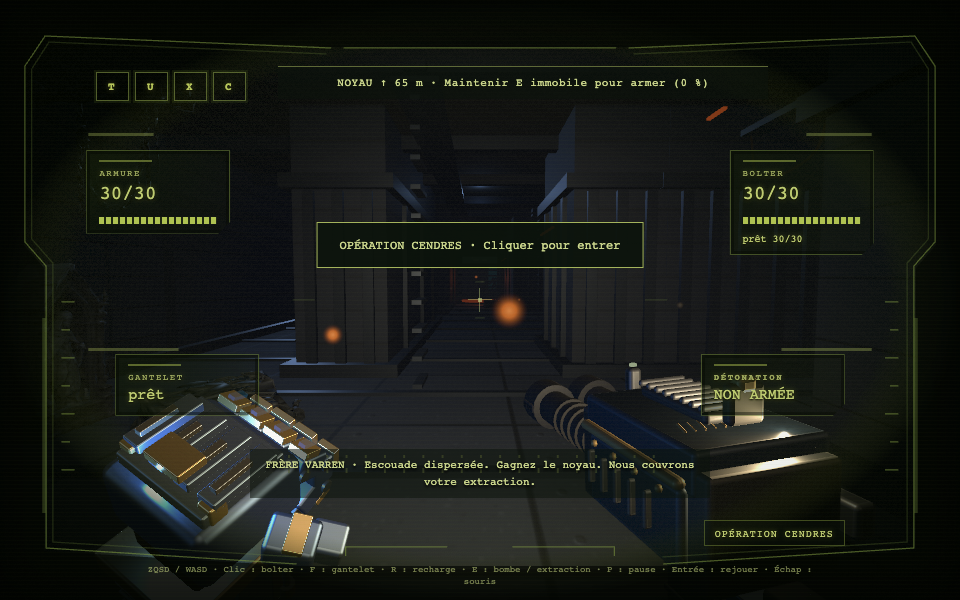 T U X C
NOYAU ↑ 65 m · Maintenir E immobile pour armer (0 %)
ARMURE
30/30
BOLTER
30/30
prêt 30/30
OPÉRATION CENDRES · Cliquer pour entrer
GANTELET
prêt
DÉTONATION
NON ARMÉE
FRÈRE VARREN · Escouade dispersée. Gagnez le noyau. Nous couvrons
votre extraction.
OPÉRATION CENDRES
ZQSD / WASD · Clic : bolter · F : gantelet · R : recharge · E : bombe / extraction · P : pause · Entrée : rejouer · Échap :
souris